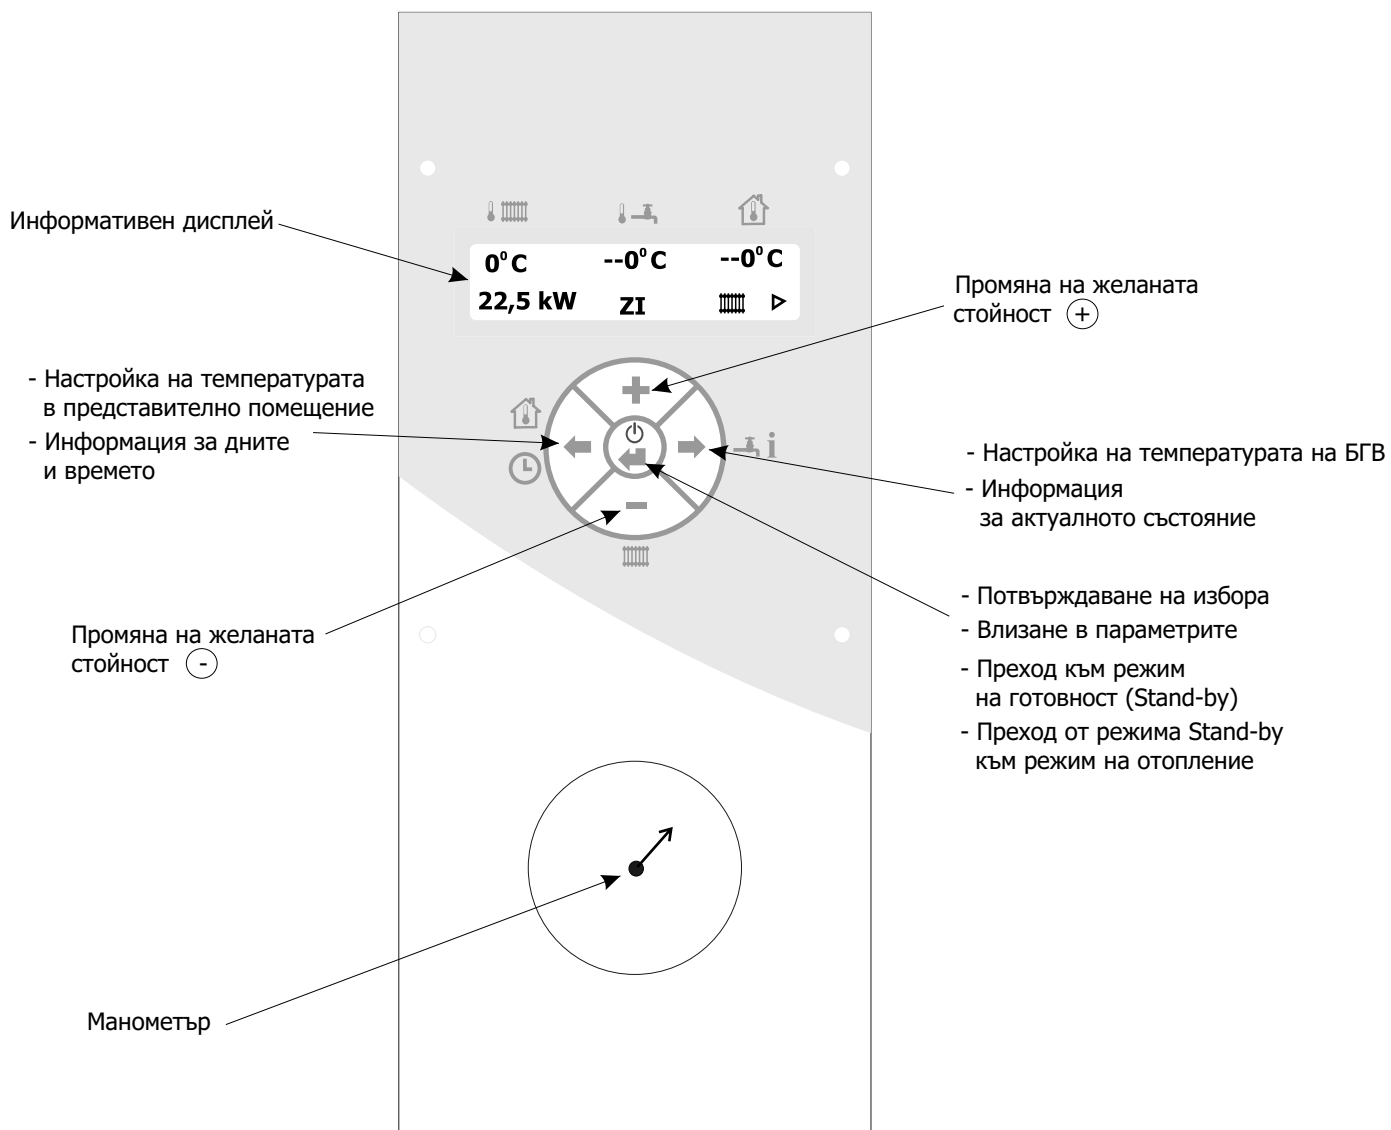 Информативен дисплей
0°C --0°C --0°C
22,5 kW ZI
Промяна на желаната
стойност +
- Настройка на температурата
в представително помещение
- Информация за дните
и времето
i
- Настройка на температурата на БГВ
- Информация
за актуалното състояние
- Потвърждаване на избора
- Влизане в параметрите
- Преход към режим
на готовност (Stand-by)
- Преход от режима Stand-by
към режим на отопление
Промяна на желаната
стойност -
Манометър